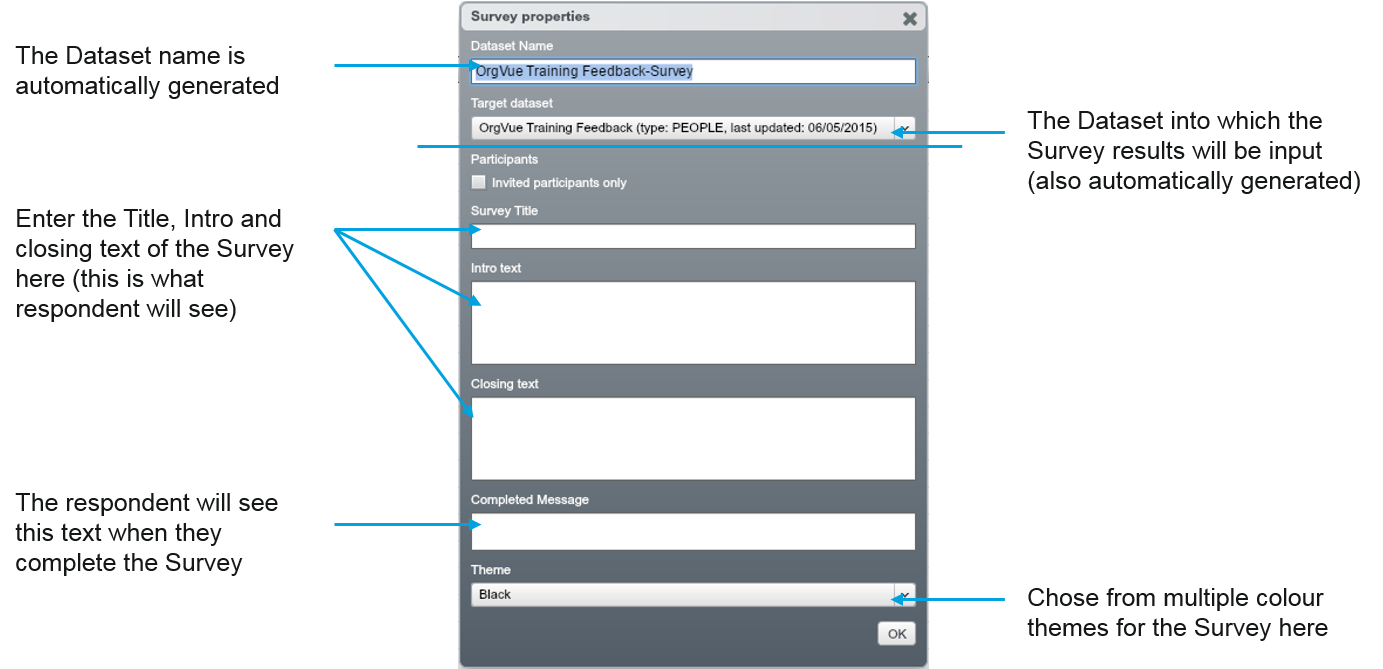 Survey properties
The Dataset name is
automatically generated
Dataset Name
OrgVue Training Feedback-Survey
Target dataset
OrgVue Training Feedback (type: PEOPLE, last updated: 06/05/2015)
The Dataset into which the
Survey results will be input
(also automatically generated)
Participants
Invited participants only
Enter the Title, Intro and
closing text of the Survey
here (this is what
respondent will see)
Survey Title
Intro text
Closing text
The respondent will see
this text when they
complete the Survey
Completed Message
Theme
Black
Chose from multiple colour
themes for the Survey here
OK